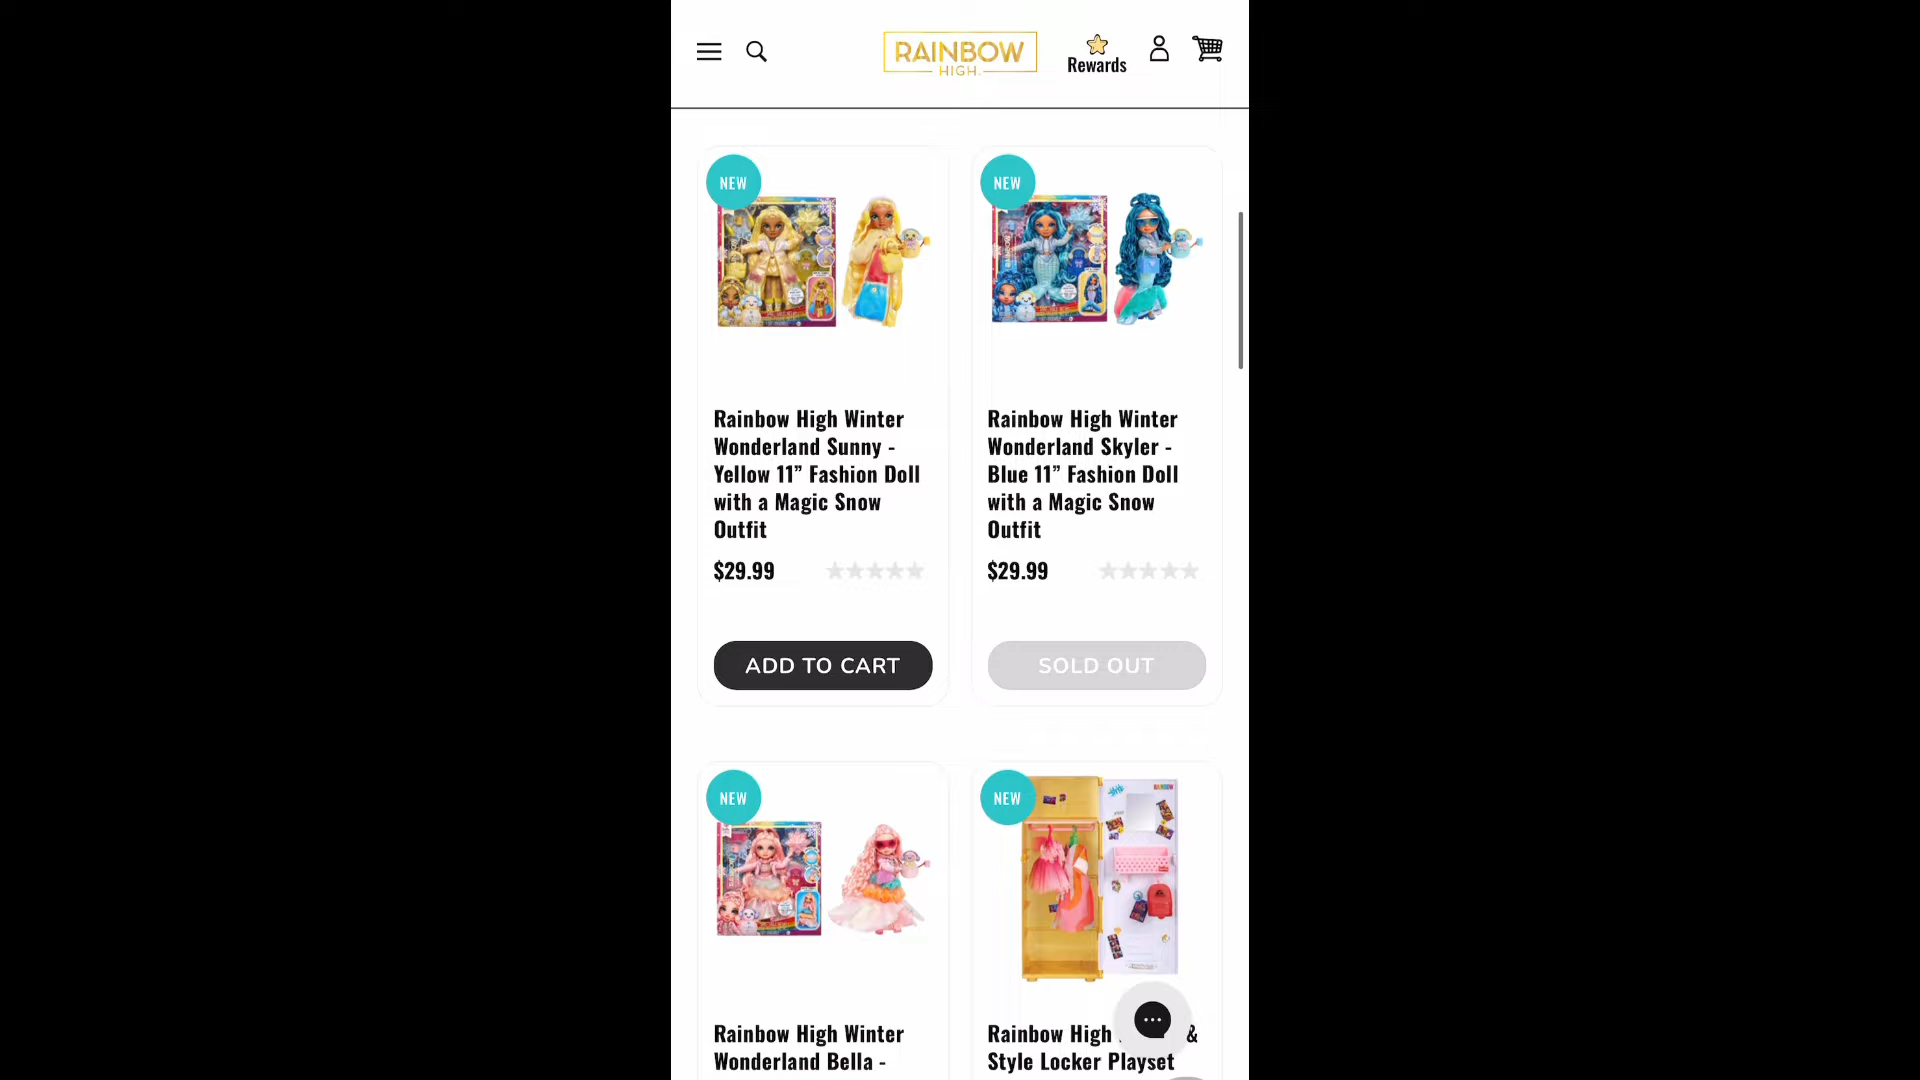 RAINBOW
HIGH
Rewards
NEW
NEW
Rainbow High Winter
Wonderland Sunny -
Yellow 11” Fashion Doll
with a Magic Snow
Outfit
$29.99
ADD TO CART
Rainbow High Winter
Wonderland Skyler -
Blue 11” Fashion Doll
with a Magic Snow
Outfit
$29.99
SOLD OUT
NEW
NEW
Rainbow High Winter
Wonderland Bella -
Rainbow High
&
Style Locker Playset